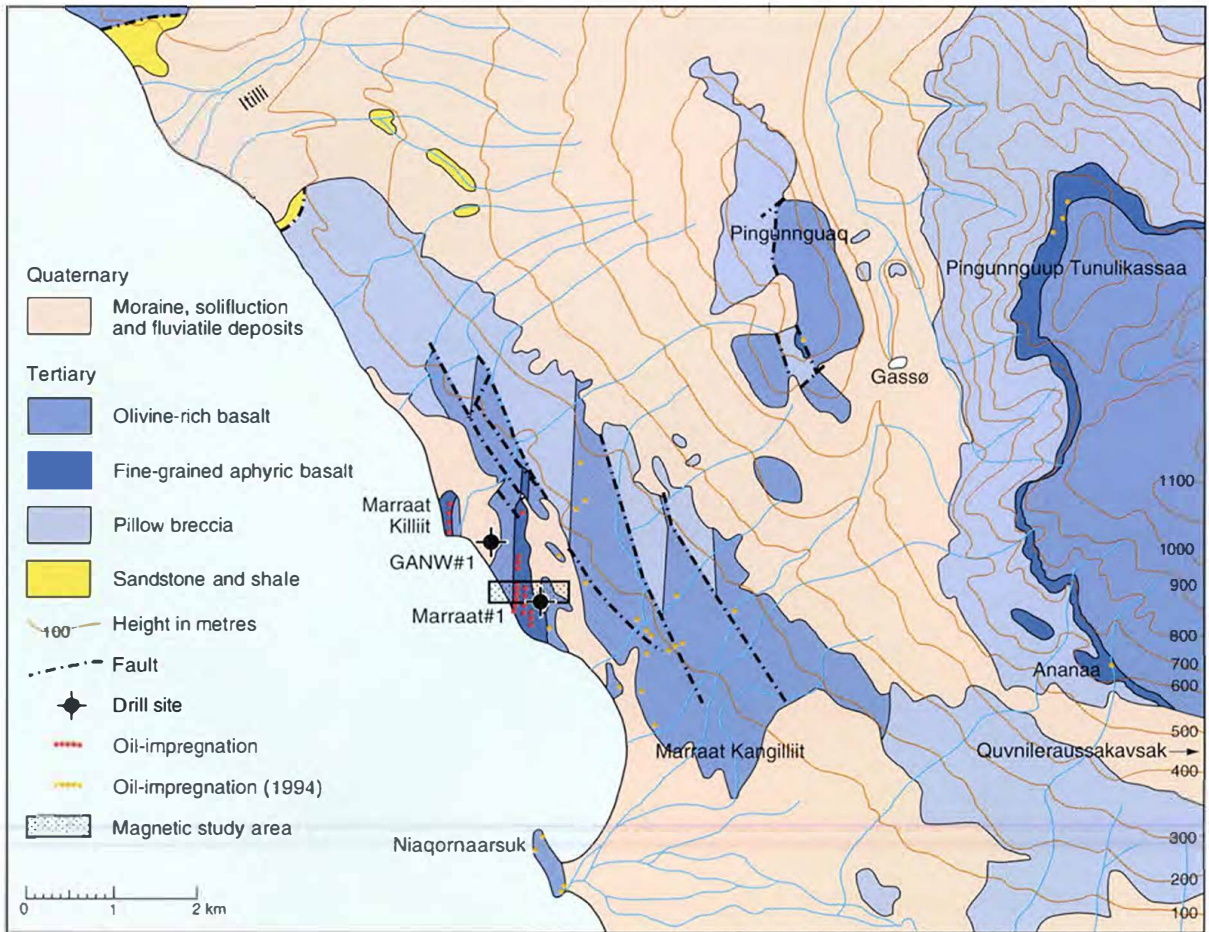 Itilli
Pingunnguaq
Pingunnguup Tunulikassaa
Gassø
Marraat
Killiit
GANW#1
Marraat#1
Ananaa
Marraat Kangilliit
Quvnileraussakavsak
Niaqornaarsuk
1100
1000
900
800
700
600
500
400
300
200
100
Quaternary
Moraine, solifluction
and fluviatile deposits
Tertiary
Olivine-rich basalt
Fine-grained aphyric basalt
Pillow breccia
Sandstone and shale
100 Height in metres
Fault
Drill site
Oil-impregnation
Oil-impregnation (1994)
Magnetic study area
0 1 2 km